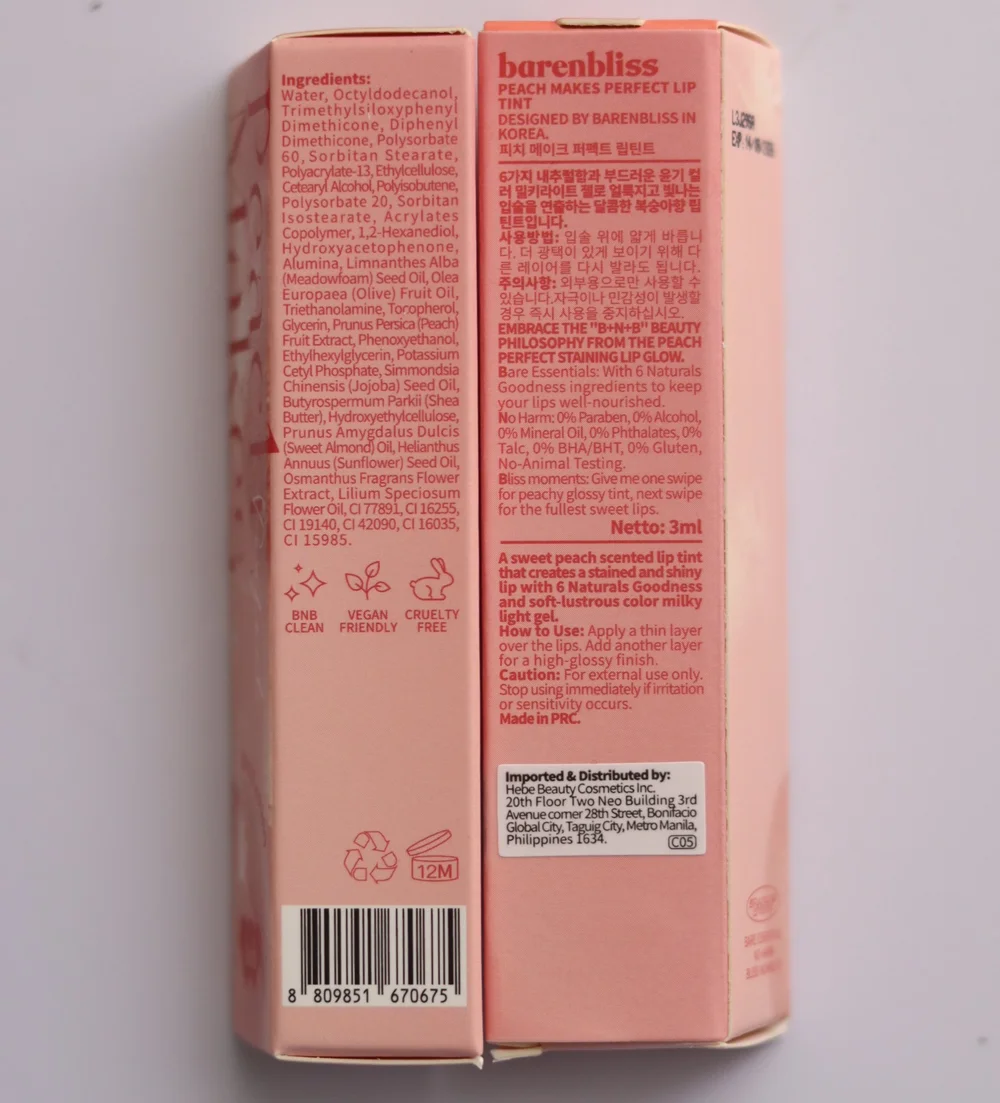 Ingredients:
Water, Octyldodecanol,
Trimethylsiloxyphenyl
Dimethicone, Diphenyl
Dimethicone, Polysorbate
60, Sorbitan Stearate,
Polyacrylate-13, Ethylcellulose,
Cetearyl Alcohol, Polyisobutene,
Polysorbate 20, Sorbitan
Isostearate, Acrylates
Copolymer, 1,2-Hexanediol,
Hydroxyacetophenone,
Alumina, Limnanthes Alba
(Meadowfoam) Seed Oil, Olea
Europaea (Olive) Fruit Oil,
Triethanolamine, Tocopherol,
Glycerin, Prunus Persica (Peach)
Fruit Extract, Phenoxyethanol,
Ethylhexylglycerin, Potassium
Cetyl Phosphate, Simmondsia
Chinensis (Jojoba) Seed Oil,
Butyrospermum Parkii (Shea
Butter), Hydroxyethylcellulose,
Prunus Amygdalus Dulcis
(Sweet Almond) Oil, Helianthus
Annuus (Sunflower) Seed Oil,
Osmanthus Fragrans Flower
Extract, Lilium Speciosum
Flower Oil, CI 77891, CI 16255,
CI 19140, CI 42090, CI 16035,
CI 15985.
BNB
CLEAN
VEGAN
FRIENDLY
CRUELTY
FREE
12M
8 809851 670675
barenbliss
PEACH MAKES PERFECT LIP
TINT
DESIGNED BY BARENBLISS IN
KOREA.
피치 메이크 퍼펙트 립틴트
6가지 내추럴함과 부드러운 윤기 컬
러 밀키라이트 젤로 얼룩지고 빛나는
입술을 연출하는 달콤한 복숭아향 립
틴트입니다.
사용방법: 입술 위에 얇게 바릅니
다. 더 광택이 있게 보이기 위해 다
른 레이어를 다시 발라도 됩니다.
주의사항: 외부용으로만 사용할 수
있습니다.자극이나 민감성이 발생할
경우 즉시 사용을 중지하십시오.
EMBRACE THE "B+N+B" BEAUTY
PHILOSOPHY FROM THE PEACH
PERFECT STAINING LIP GLOW.
Bare Essentials: With 6 Naturals
Goodness ingredients to keep
your lips well-nourished.
No Harm: 0% Paraben, 0% Alcohol,
0% Mineral Oil, 0% Phthalates, 0%
Talc, 0% BHA/BHT, 0% Gluten,
No-Animal Testing.
Bliss moments: Give me one swipe
for peachy glossy tint, next swipe
for the fullest sweet lips.
Netto: 3ml
A sweet peach scented lip tint
that creates a stained and shiny
lip with 6 Naturals Goodness
and soft-lustrous color milky
light gel.
How to Use: Apply a thin layer
over the lips. Add another layer
for a high-glossy finish.
Caution: For external use only.
Stop using immediately if irritation
or sensitivity occurs.
Made in PRC.
Imported & Distributed by:
Hebe Beauty Cosmetics Inc.
20th Floor Two Neo Building 3rd
Avenue corner 28th Street, Bonifacio
Global City, Taguig City, Metro Manila,
Philippines 1634.
C05